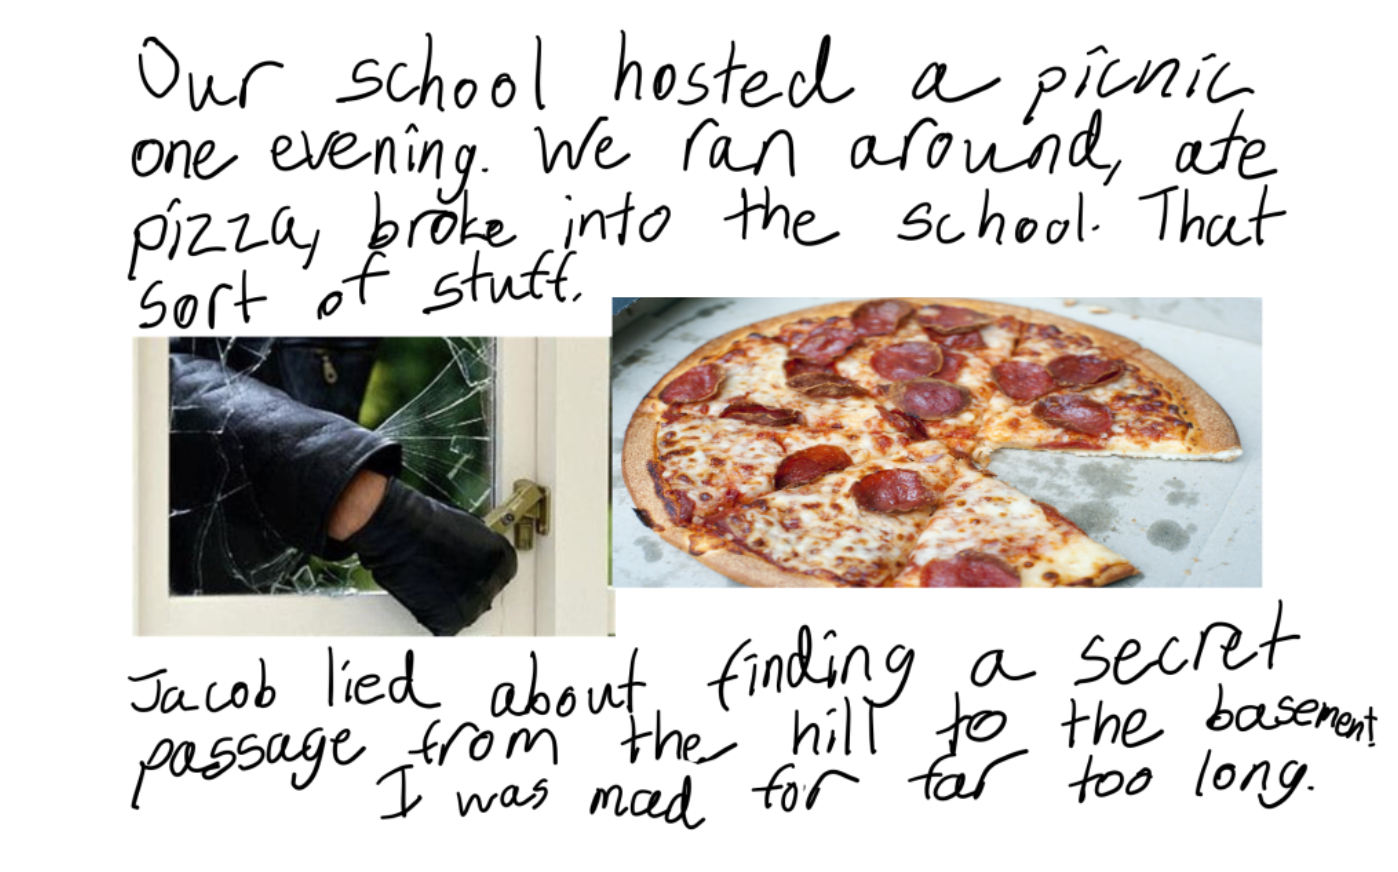 Our school hosted a picnic
one evening. We ran around, ate
pizza, broke into the school. That
sort of stuff.
Jacob lied about finding a secret
passage from the hill to the basement
I was mad for far too long.